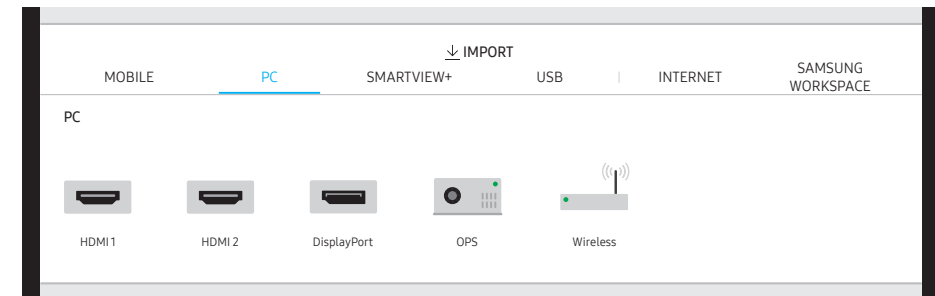 IMPORT
MOBILE PC SMARTVIEW+ USB INTERNET SAMSUNG
WORKSPACE
PC
HDMI 1 HDMI 2 DisplayPort OPS Wireless